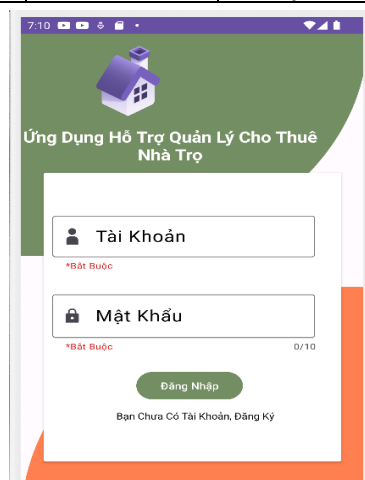 7:10
Ứng Dụng Hỗ Trợ Quản Lý Cho Thuê
Nhà Trọ
Tài Khoản
*Bắt Buộc
Mật Khẩu
*Bắt Buộc
0/10
Đăng Nhập
Bạn Chưa Có Tài Khoản, Đăng Ký